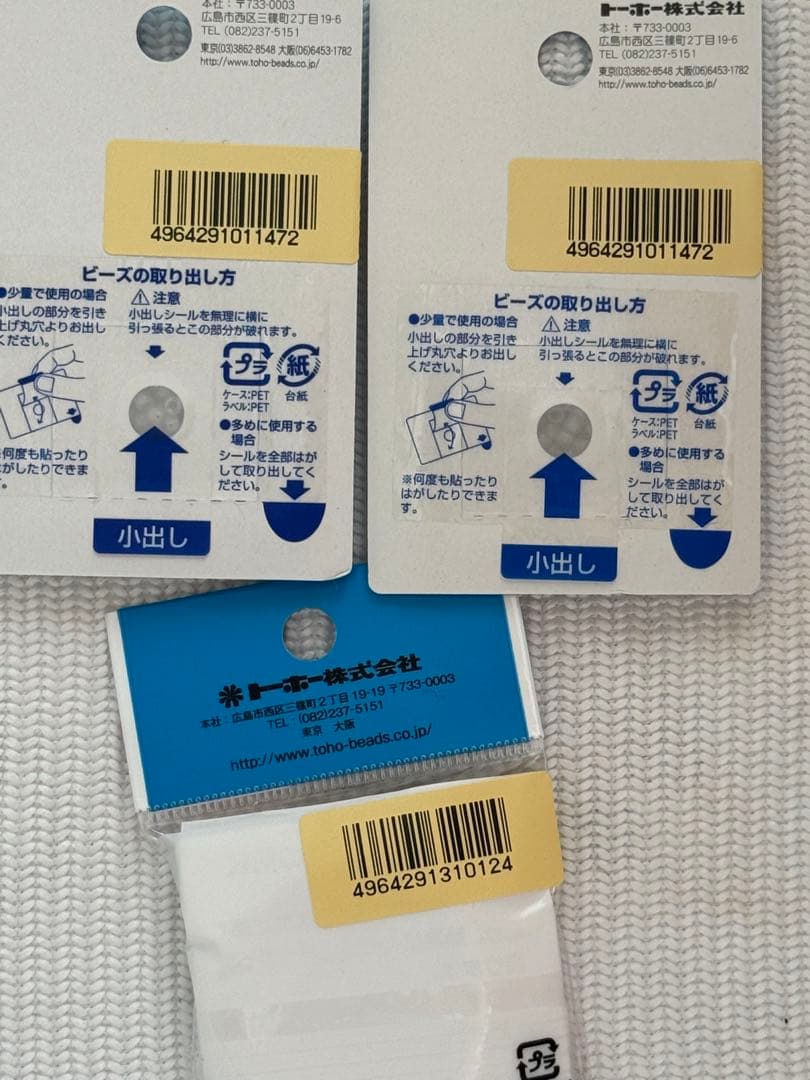 本社：〒733-0003
広島市西区三篠町2丁目19-6
TEL (082)237-5151
東京(03)3862-8548 大阪(06)6453-1782
http://www.toho-beads.co.jp/
4964291011472
ビーズの取り出し方
●少量で使用の場合
小出しの部分を引き
上げ丸穴よりお出し
ください。
⚠注意
小出しシールを無理に横に
引っ張るとこの部分が破れます。
プラ
紙
ケース:PET
ラベル:PET
台紙
●多めに使用する
場合
シールを全部はが
して取り出してく
ださい。
※何度も貼ったり
はがしたりできま
す。
小出し
トーホー株式会社
本社：〒733-0003
広島市西区三篠町2丁目19-6
TEL (082)237-5151
東京(03)3862-8548 大阪(06)6453-1782
http://www.toho-beads.co.jp/
4964291011472
ビーズの取り出し方
●少量で使用の場合
小出しの部分を引き
上げ丸穴よりお出し
ください。
⚠注意
小出しシールを無理に横に
引っ張るとこの部分が破れます。
プラ
紙
ケース:PET
ラベル:PET
台紙
●多めに使用する
場合
シールを全部はが
して取り出してく
ださい。
※何度も貼ったり
はがしたりできま
す。
小出し
トーホー株式会社
本社：広島市西区三篠町2丁目19-19 〒733-0003
TEL：(082)237-5151
東京 大阪
http://www.toho-beads.co.jp/
4964291310124
プラ